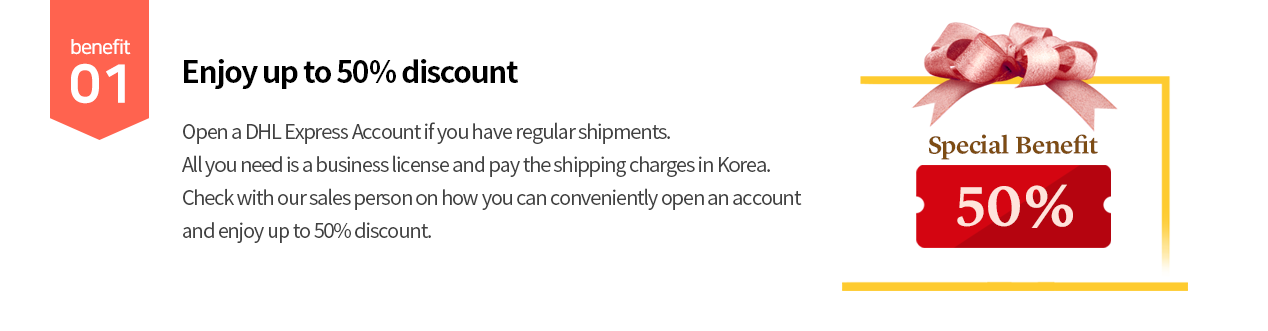 benefit
01
Enjoy up to 50% discount
Open a DHL Express Account if you have regular shipments.
All you need is a business license and pay the shipping charges in Korea.
Check with our sales person on how you can conveniently open an account
and enjoy up to 50% discount.
Special Benefit
50%